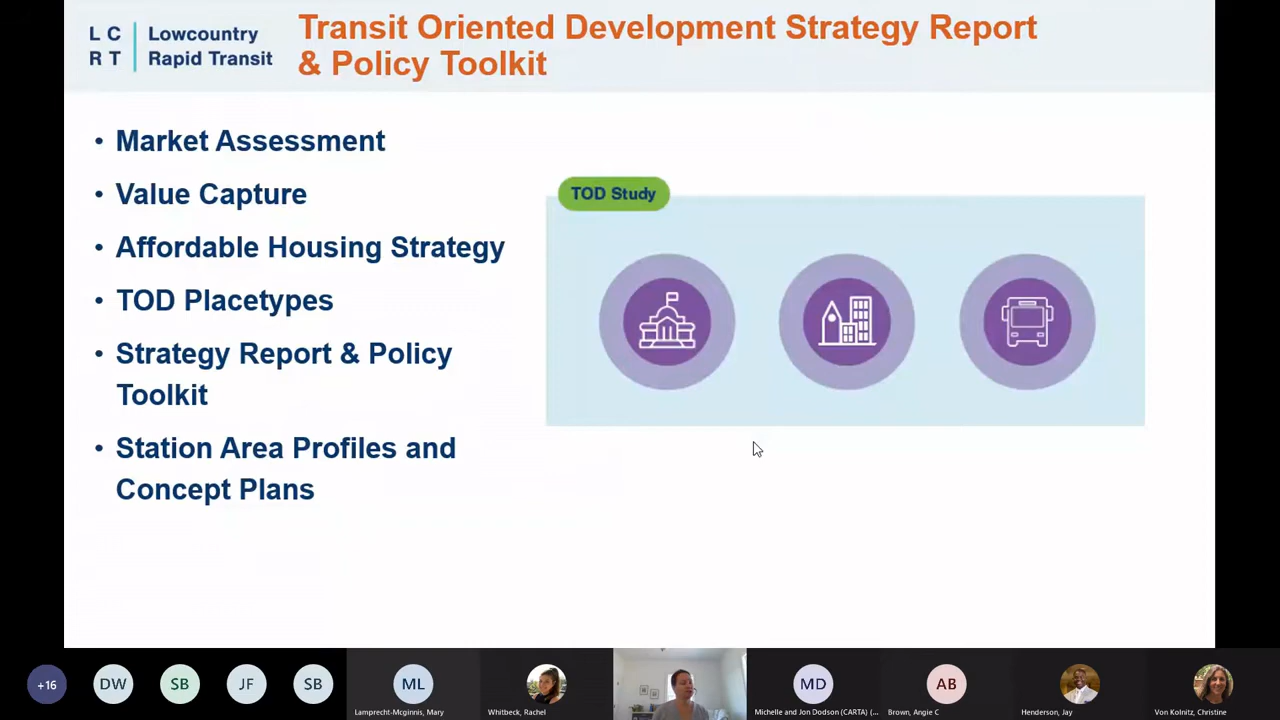 L C
R T
Lowcountry
Rapid Transit
Transit Oriented Development Strategy Report
& Policy Toolkit
• Market Assessment
• Value Capture
• Affordable Housing Strategy
• TOD Placetypes
• Strategy Report & Policy
Toolkit
• Station Area Profiles and
Concept Plans
TOD Study
+16
DW
SB
JF
SB
ML
Lamprecht-Mcginnis, Mary
Whitbeck, Rachel
MD
Michelle and Jon Dodson (CARTA) (...
AB
Brown, Angie C
Henderson, Jay
Von Kolnitz, Christine